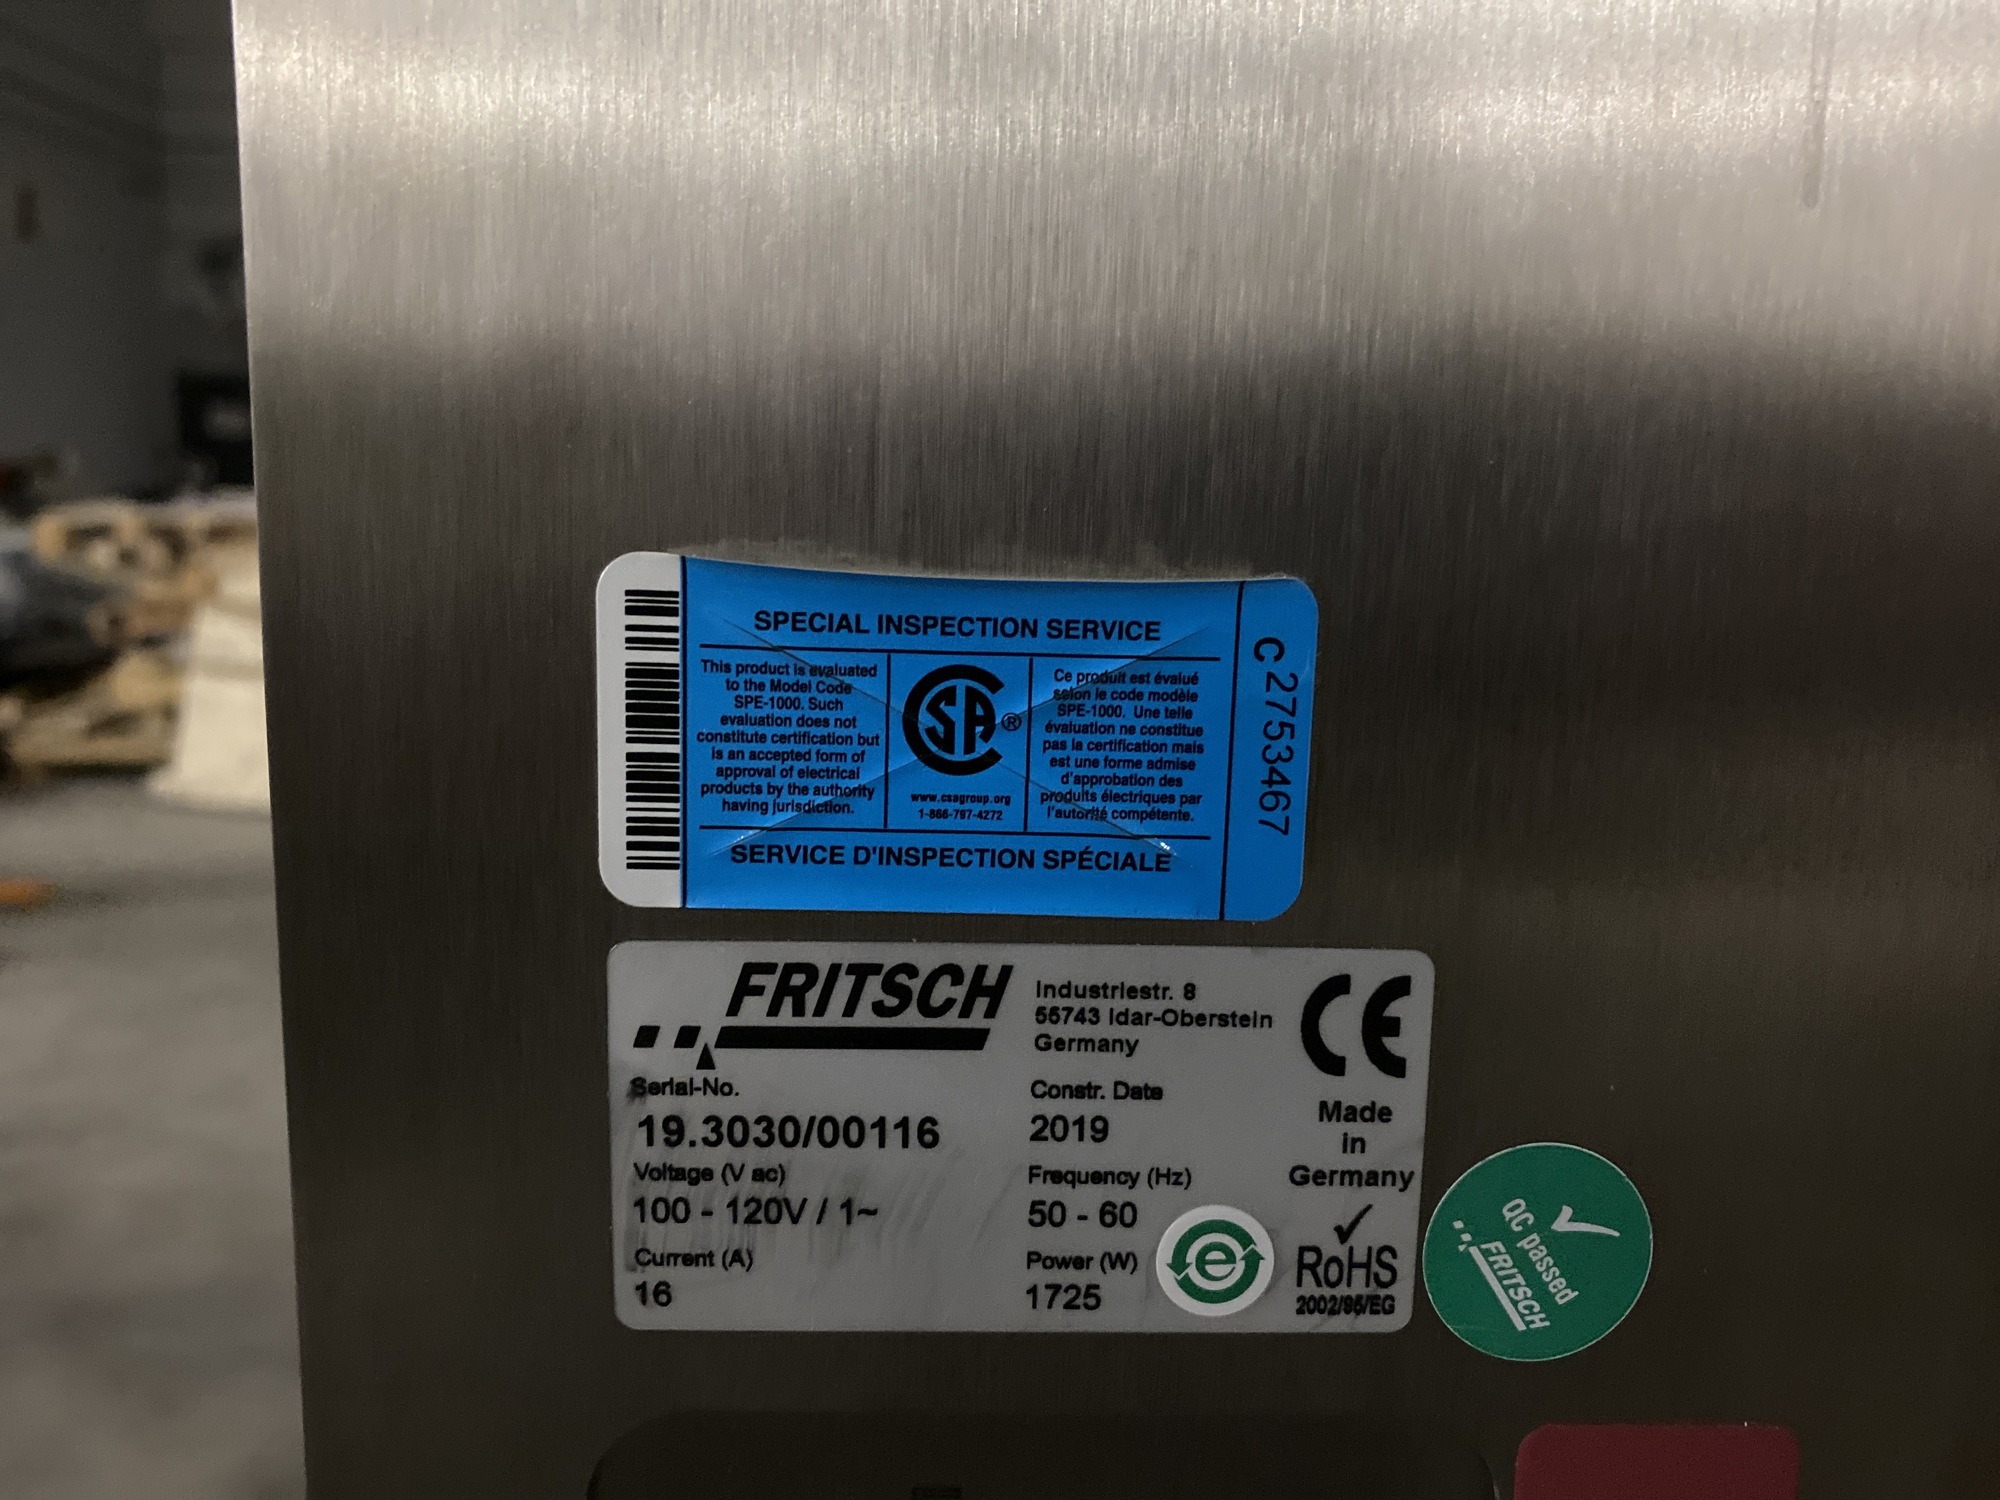 SPECIAL INSPECTION SERVICE
This product is evaluated
to the Model Code
SPE-1000. Such
evaluation does not
constitute certification but
is an accepted form of
approval of electrical
products by the authority
having jurisdiction.
CSA®
www.csagroup.org
1-866-797-4272
Ce produit est évalué
selon le code modèle
SPE-1000. Une telle
évaluation ne constitue
pas la certification mais
est une forme admise
d'approbation des
produits électriques par
l'autorité compétente.
SERVICE D'INSPECTION SPÉCIALE
C 2753467
FRITSCH
Industriestr. 8
55743 Idar-Oberstein
Germany
CE
Serial-No.
19.3030/00116
Constr. Date
2019
Made
in
Germany
Voltage (V ac)
100 - 120V / 1~
Frequency (Hz)
50 - 60
Current (A)
16
Power (W)
1725
e
RoHS
2002/95/EG
QC passed
FRITSCH